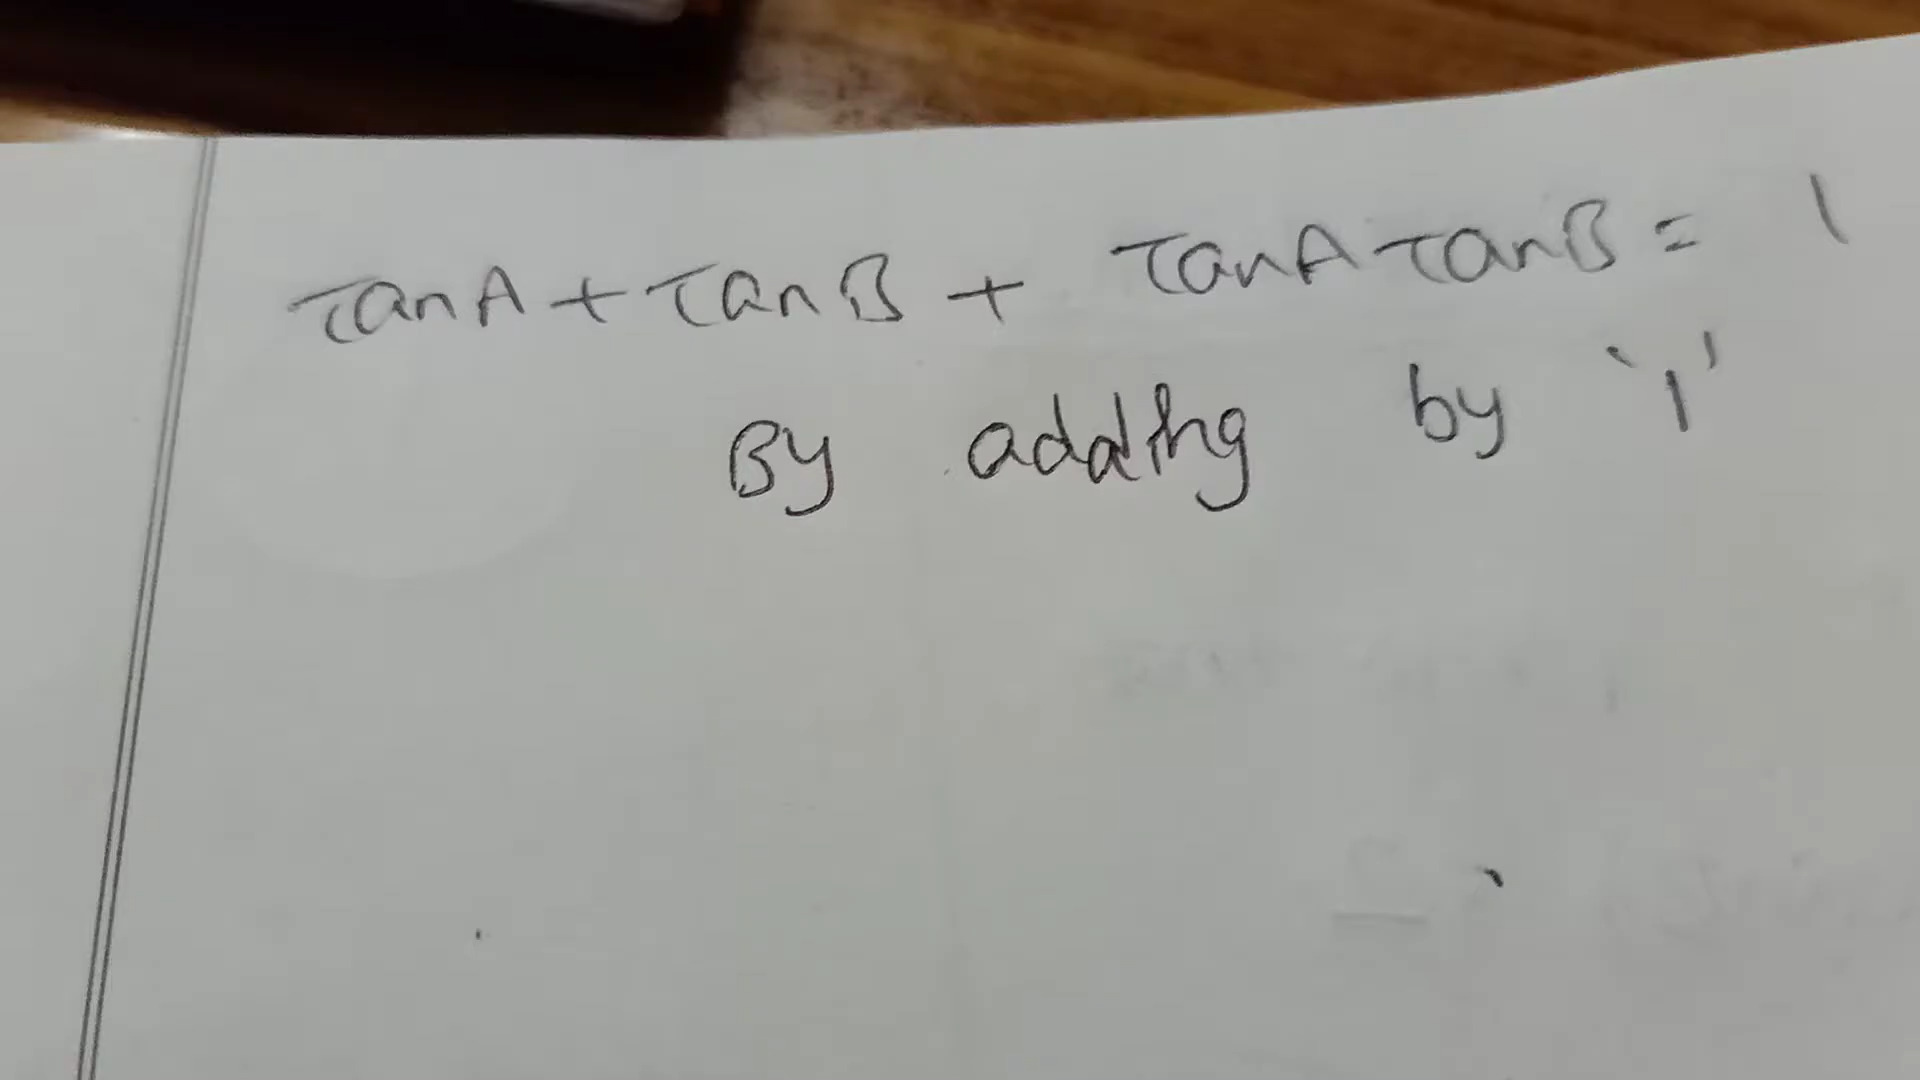 TanA + TanB + TanA TanB = 1
By adding by '1'